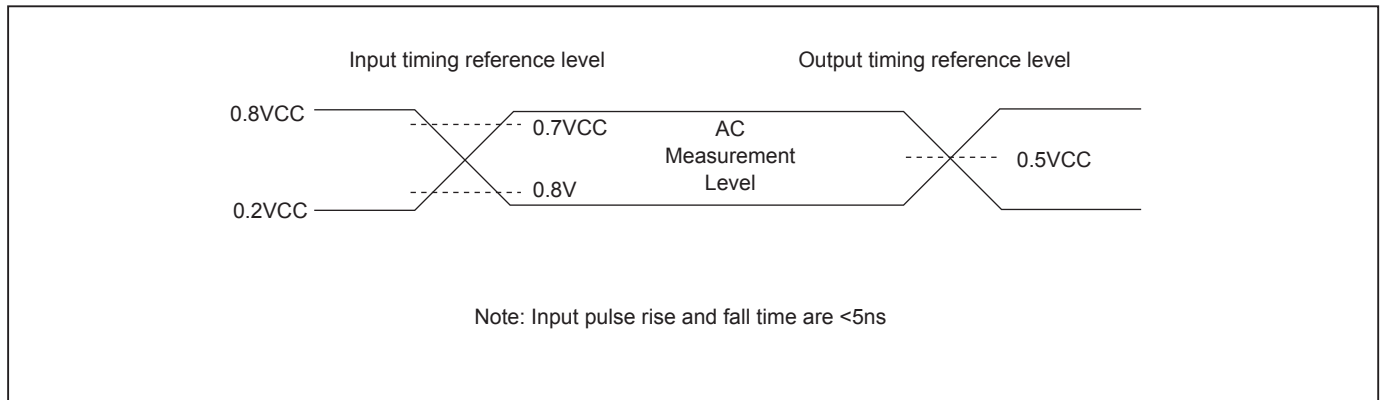 Input timing reference level
Output timing reference level
0.8VCC
0.7VCC
AC
Measurement
Level
0.5VCC
0.8V
0.2VCC
Note: Input pulse rise and fall time are <5ns